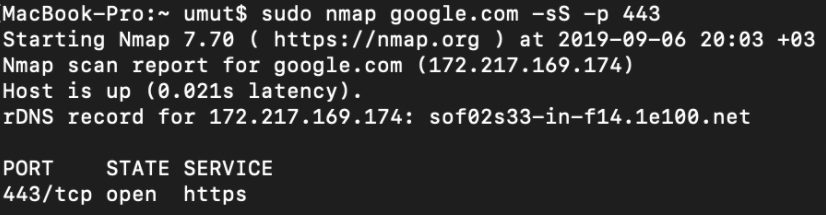 MacBook-Pro:~ umut$ sudo nmap google.com -sS -p 443
Starting Nmap 7.70 ( https://nmap.org ) at 2019-09-06 20:03 +03
Nmap scan report for google.com (172.217.169.174)
Host is up (0.021s latency).
rDNS record for 172.217.169.174: sof02s33-in-f14.1e100.net

PORT    STATE SERVICE
443/tcp open  https